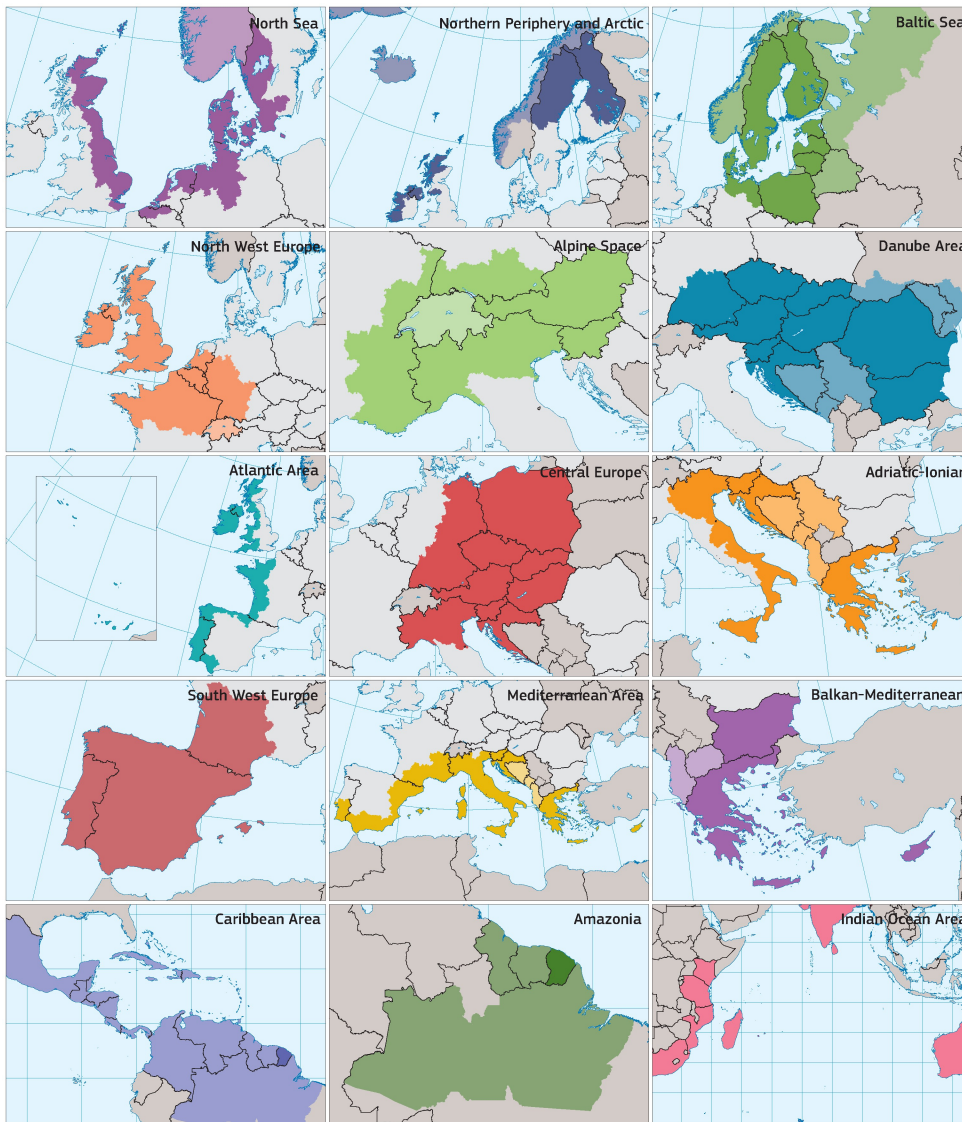 North Sea
Northern Periphery and Arctic
Baltic Sea
North West Europe
Alpine Space
Danube Area
Atlantic Area
Central Europe
Adriatic-Ionian
South West Europe
Mediterranean Area
Balkan-Mediterranean
Caribbean Area
Amazonia
Indian Ocean Area